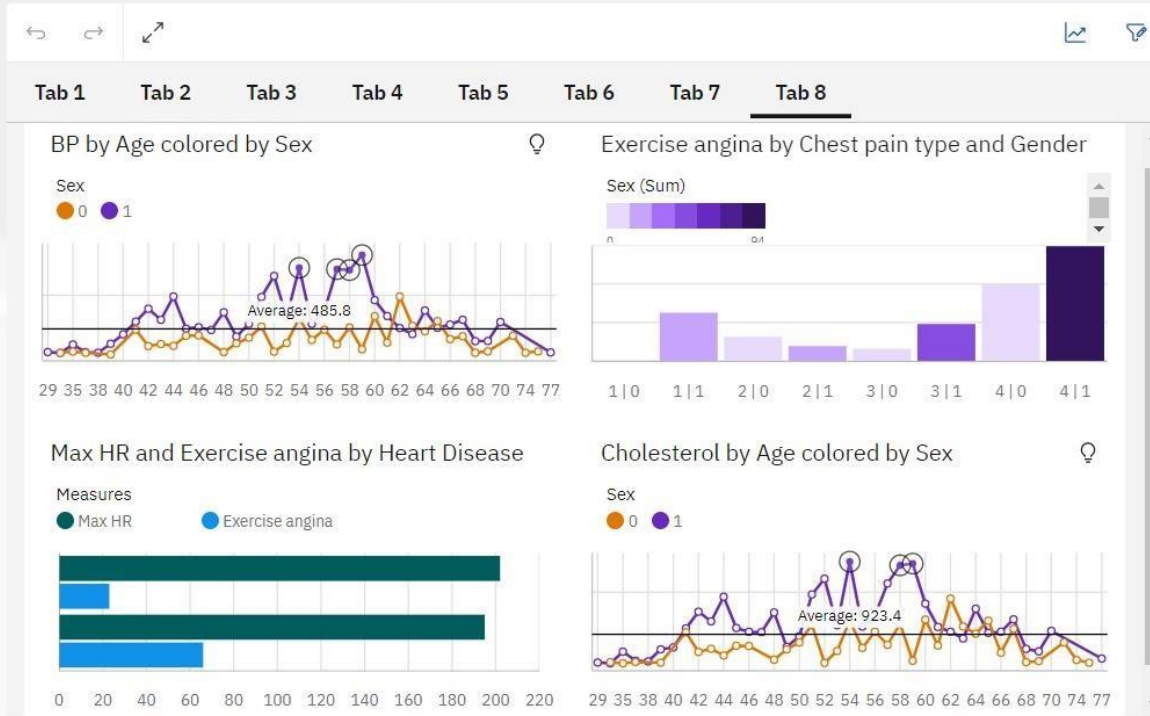 Tab 1 Tab 2 Tab 3 Tab 4 Tab 5 Tab 6 Tab 7 Tab 8
BP by Age colored by Sex
Sex
0 1
Average: 485.8
29 35 38 40 42 44 46 48 50 52 54 56 58 60 62 64 66 68 70 74 77
Exercise angina by Chest pain type and Gender
Sex (Sum)
0 94
1|0 1|1 2|0 2|1 3|0 3|1 4|0 4|1
Max HR and Exercise angina by Heart Disease
Measures
Max HR Exercise angina
0 20 40 60 80 100 120 140 160 180 200 220
Cholesterol by Age colored by Sex
Sex
0 1
Average: 923.4
29 35 38 40 42 44 46 48 50 52 54 56 58 60 62 64 66 68 70 74 77